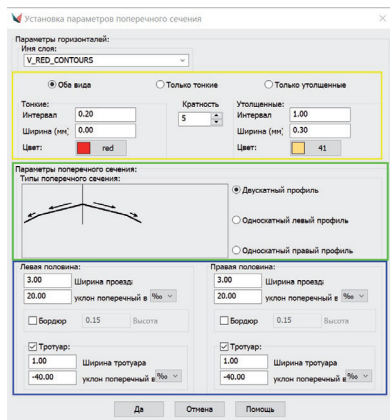 Установка параметров поперечного сечения
Параметры горизонталей:
Имя слоя:
V_RED_CONTOURS
Оба вида Только тонкие Только утолщенные
Тонкие: Кратность Утолщенные:
Интервал 0.20 5 Интервал 1.00
Ширина (мм) 0.00 Ширина (мм) 0.30
Цвет: red Цвет: 41
Параметры поперечного сечения:
Типы поперечного сечения:
Двускатный профиль
Односкатный левый профиль
Односкатный правый профиль
Левая половина: Правая половина:
3.00 Ширина проезд 3.00 Ширина проезд
20.00 уклон поперечный в ‰ 20.00 уклон поперечный в ‰
Бордюр 0.15 Высота Бордюр 0.15 Высота
Тротуар: Тротуар:
1.00 Ширина тротуара 1.00 Ширина тротуара
-40.00 уклон поперечный в ‰ -40.00 уклон поперечный в ‰
Да Отмена Помощь